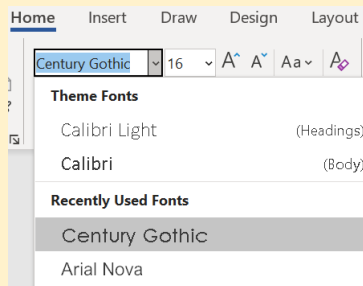 Home Insert Draw Design Layout
Century Gothic 16 A A Aa A
Theme Fonts
Calibri Light (Headings)
Calibri (Body)
Recently Used Fonts
Century Gothic
Arial Nova